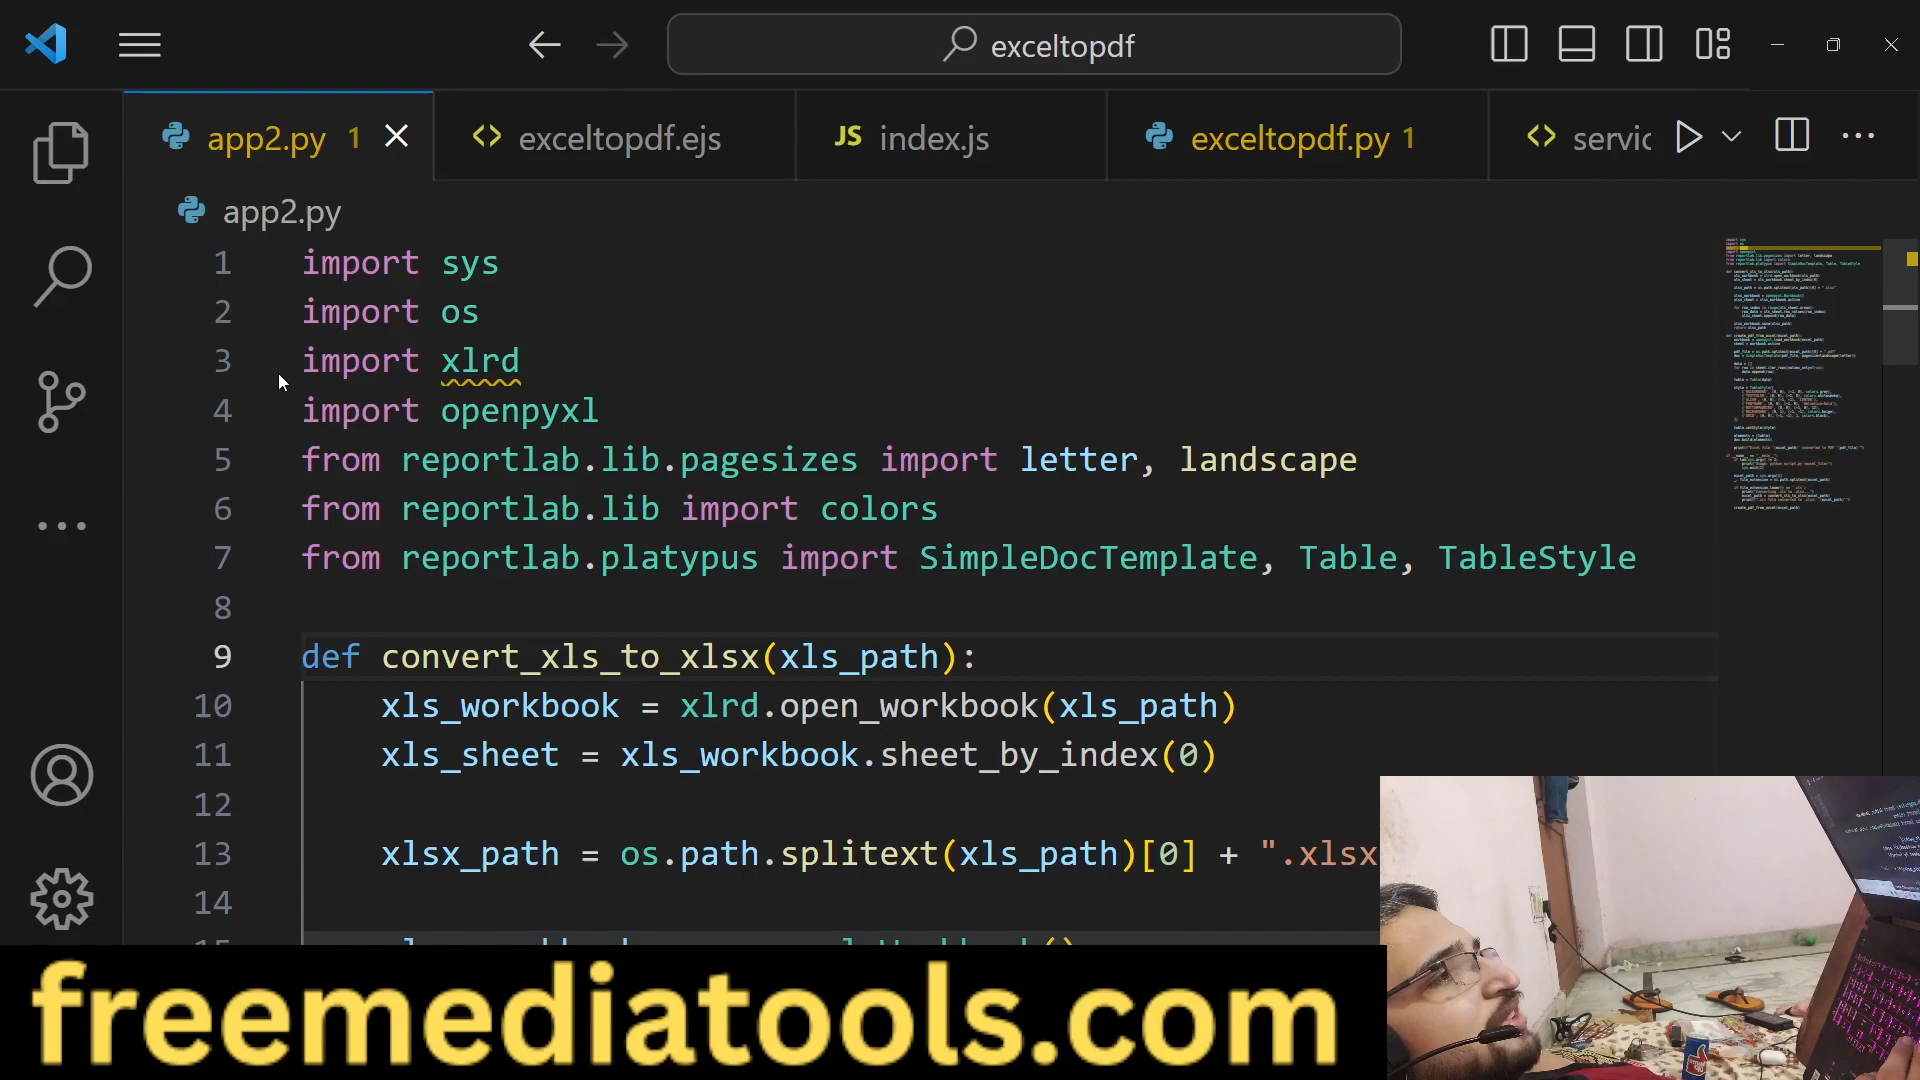 exceltopdf
app2.py 1
exceltopdf.ejs
JS index.js
exceltopdf.py 1
servic
app2.py
1 import sys
2 import os
3 import xlrd
4 import openpyxl
5 from reportlab.lib.pagesizes import letter, landscape
6 from reportlab.lib import colors
7 from reportlab.platypus import SimpleDocTemplate, Table, TableStyle
8
9 def convert_xls_to_xlsx(xls_path):
10 xls_workbook = xlrd.open_workbook(xls_path)
11 xls_sheet = xls_workbook.sheet_by_index(0)
12
13 xlsx_path = os.path.splitext(xls_path)[0] + ".xlsx
14
freemediatools.com